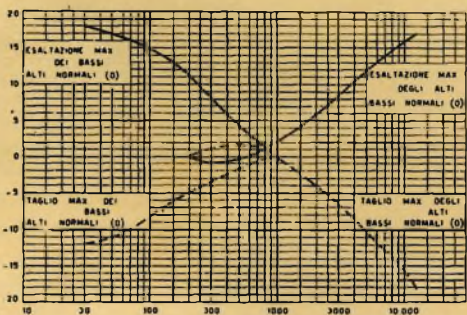 20
15
10
5
0
-5
-10
-15
20
ESALTAZIONE MAX
DEI BASSI
ALTI NORMALI (0)
ESALTAZIONE MAX
DEGLI ALTI
BASSI NORMALI (0)
TAGLIO MAX DEI
BASSI
ALTI NORMALI (0)
TAGLIO MAX DEGLI
ALTI
BASSI NORMALI (0)
10 30 100 300 1000 3000 10 000